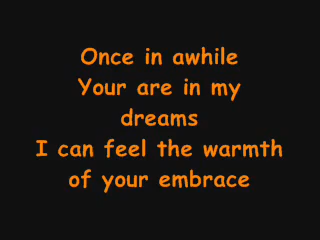 Once in awhile
Your are in my
dreams
I can feel the warmth
of your embrace